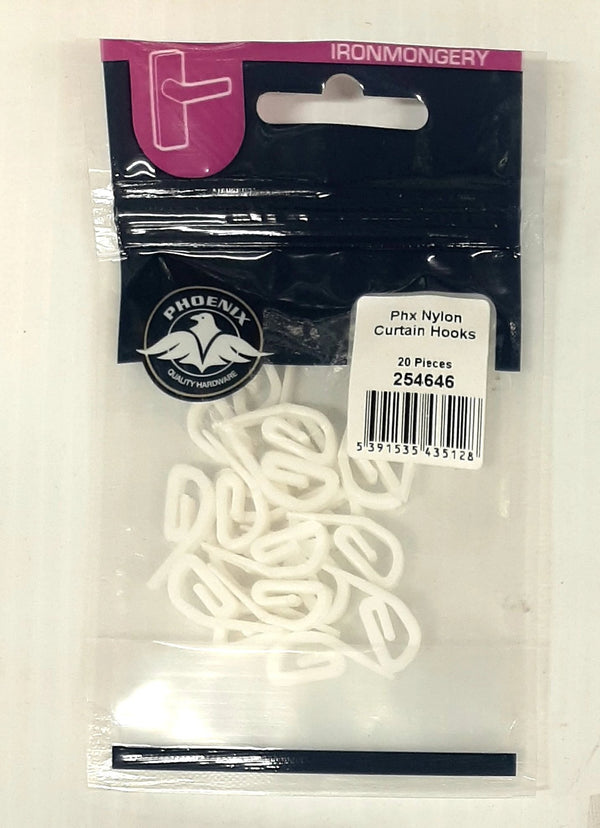 IRONMONGERY
PHOENIX
QUALITY HARDWARE
Phx Nylon
Curtain Hooks
20 Pieces
254646
5 391535 435128